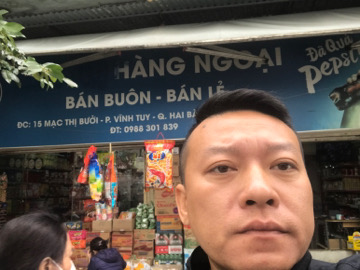 HÀNG NGOẠI
Đã Quá
PEPSI
BÁN BUÔN - BÁN LẺ
ĐC: 15 MẠC THỊ BƯỞI - P. VĨNH TUY - Q. HAI BÀ
ĐT: 0988 301 839